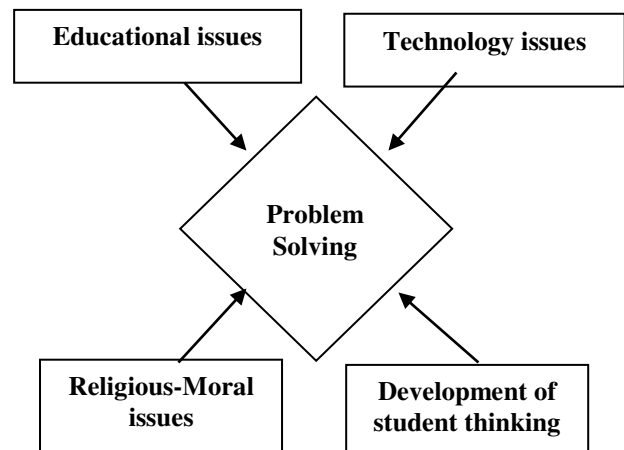 Educational issues
Technology issues
Problem
Solving
Religious-Moral
issues
Development of
student thinking